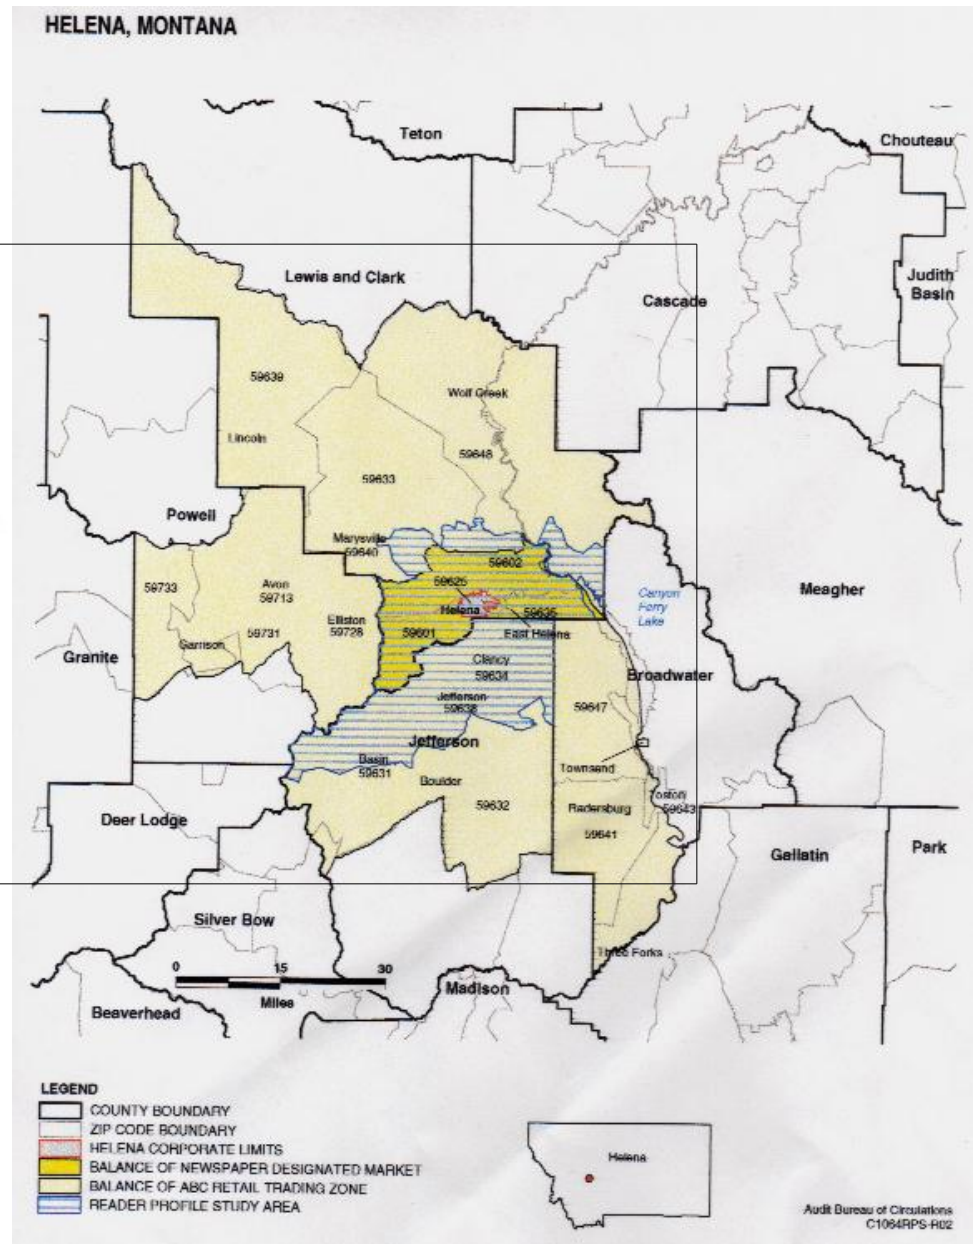 HELENA, MONTANA
Teton
Chouteau
Lewis and Clark
Judith
Basin
Cascade
59639
Wolf Creek
Lincoln
59648
59633
Powell
Marysville
59640
59602
59733
Avon
59713
59625
Meagher
Canyon
Ferry
Lake
Helena
59635
Elliston
59728
59601
East Helena
59731
Garrison
Granite
Clancy
59634
Broadwater
Jefferson
59638
59647
Jefferson
Basin
59631
Townsend
Boulder
Toston
59643
59632
Radersburg
59641
Deer Lodge
Gallatin
Park
Silver Bow
Three Forks
0 15 30
Miles
Madison
Beaverhead
LEGEND
COUNTY BOUNDARY
ZIP CODE BOUNDARY
HELENA CORPORATE LIMITS
BALANCE OF NEWSPAPER DESIGNATED MARKET
BALANCE OF ABC RETAIL TRADING ZONE
READER PROFILE STUDY AREA
Helena
Audit Bureau of Circulations
C1064RPS-R02